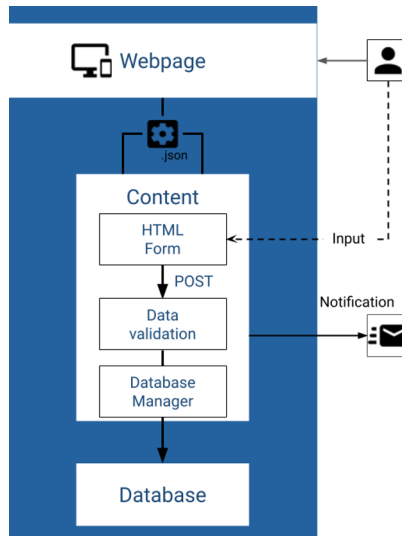 Webpage
.json
Content
HTML
Form
Input
POST
Notification
Data
validation
Database
Manager
Database